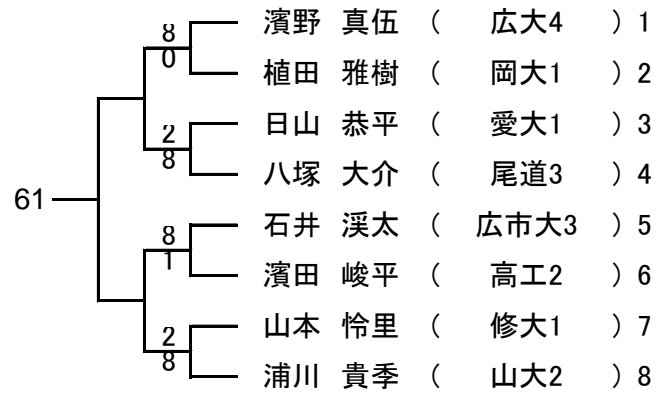 8
濱野 真伍 ( 広大4 ) 1
0
植田 雅樹 ( 岡大1 ) 2
2
日山 恭平 ( 愛大1 ) 3
8
八塚 大介 ( 尾道3 ) 4
61
8
石井 渓太 ( 広市大3 ) 5
1
濱田 峻平 ( 高工2 ) 6
2
山本 怜里 ( 修大1 ) 7
8
浦川 貴季 ( 山大2 ) 8